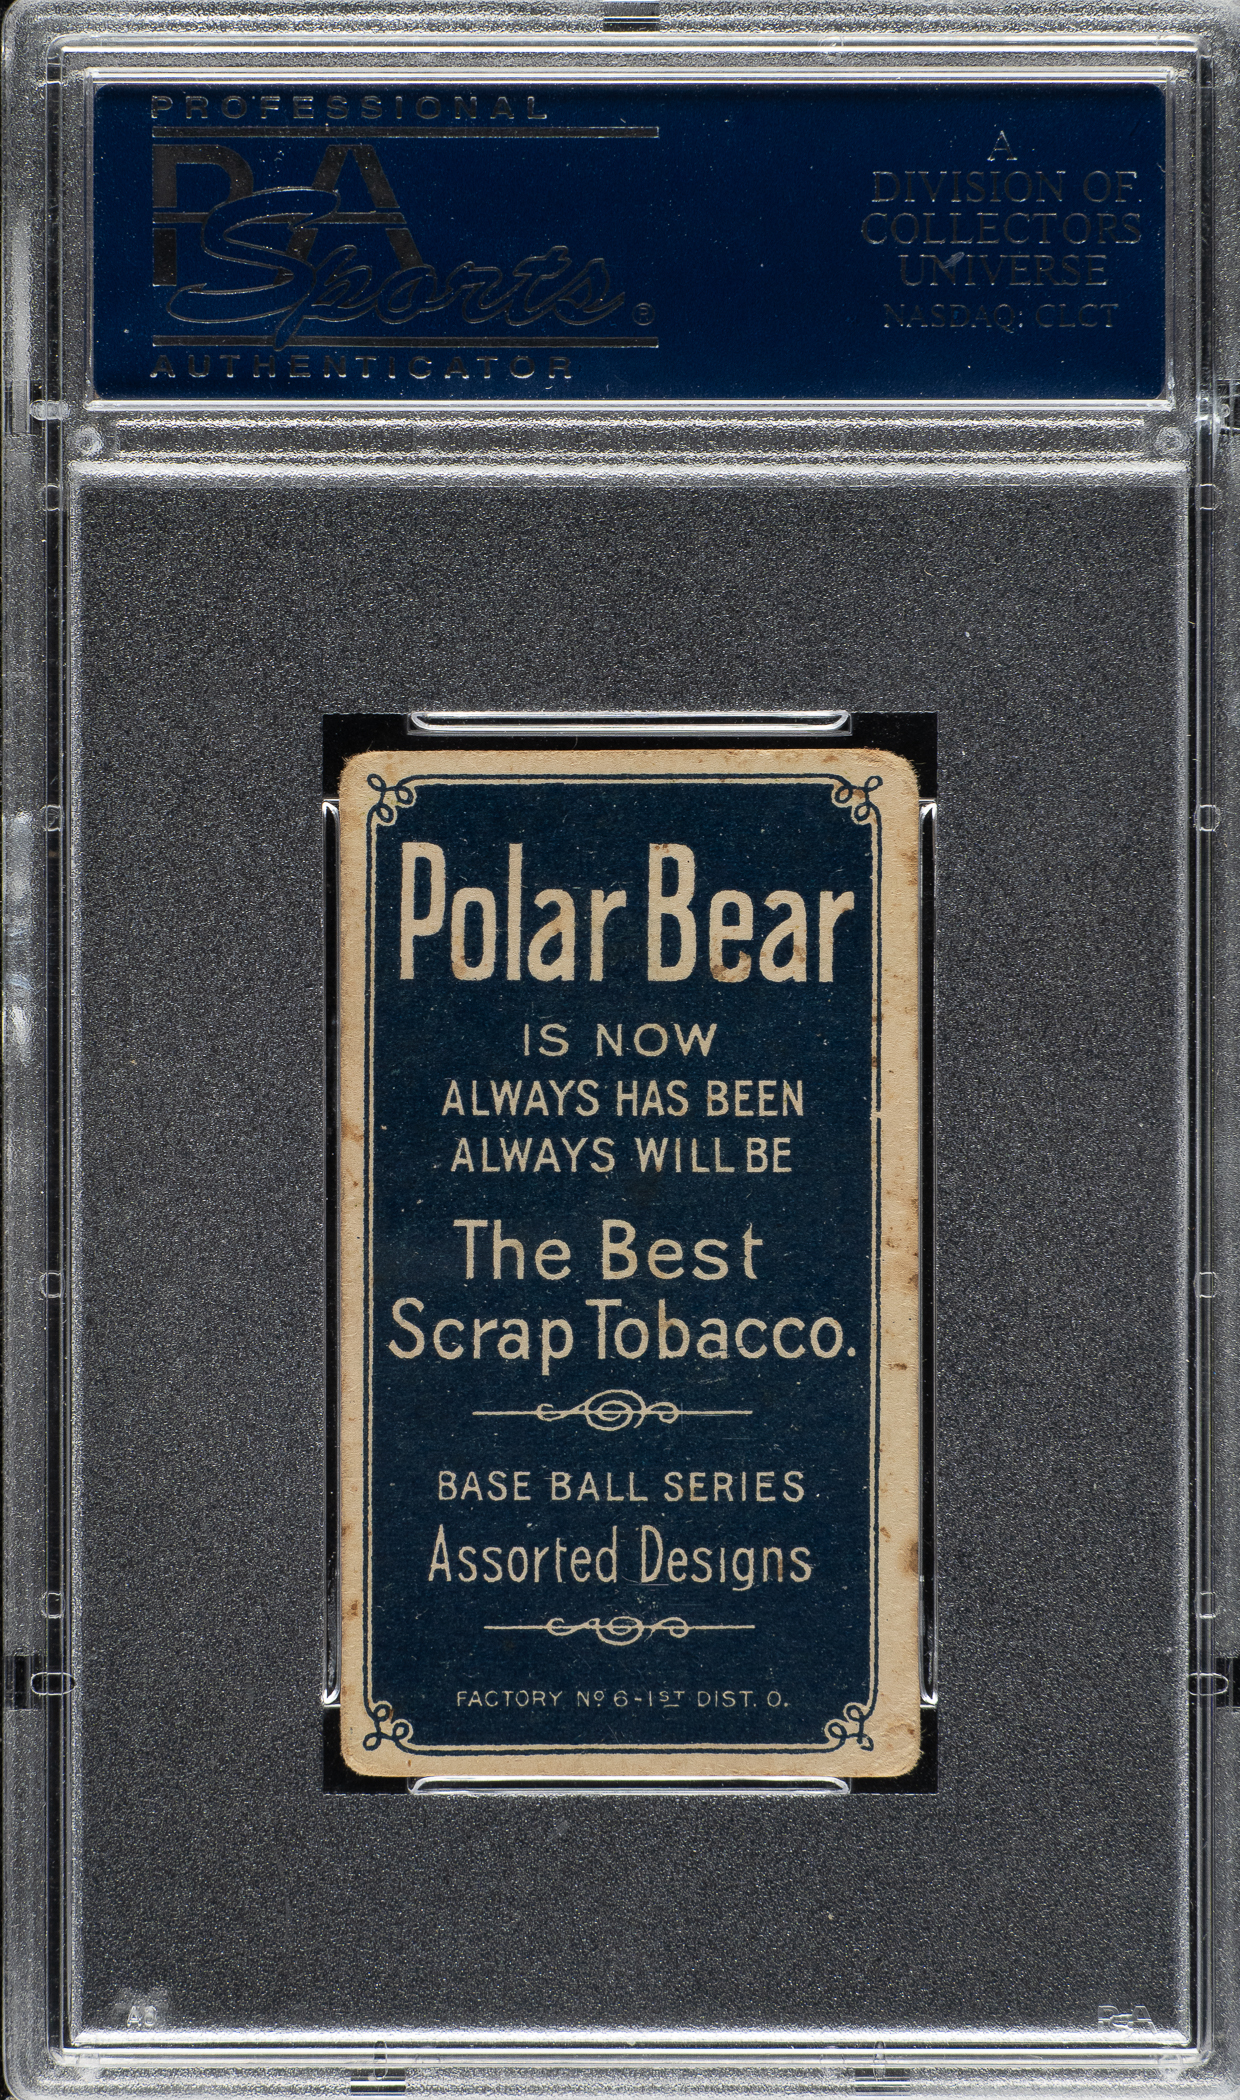 PROFESSIONAL
PSA
Sports®
AUTHENTICATOR
A
DIVISION OF
COLLECTORS
UNIVERSE
NASDAQ: CLCT
Polar Bear
IS NOW
ALWAYS HAS BEEN
ALWAYS WILL BE
The Best
Scrap Tobacco.
BASE BALL SERIES
Assorted Designs
FACTORY Nº 6-1ST DIST. O.
PSA